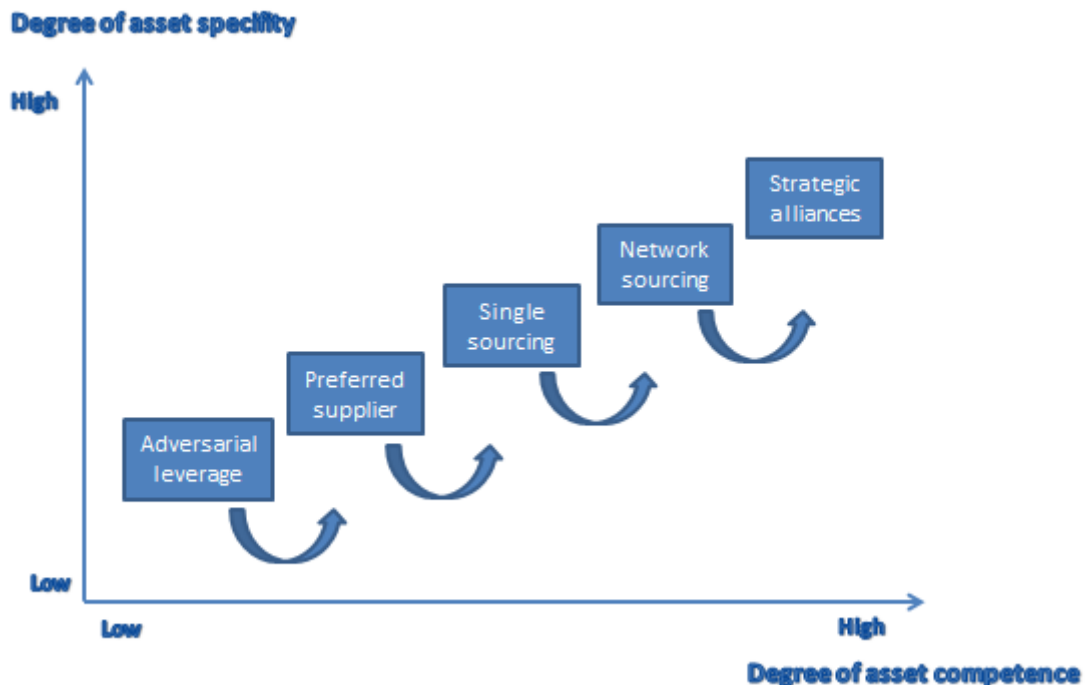 Degree of asset specifity
High
Strategic
alliances
Network
sourcing
Single
sourcing
Preferred
supplier
Adversarial
leverage
Low
Low
High
Degree of asset competence